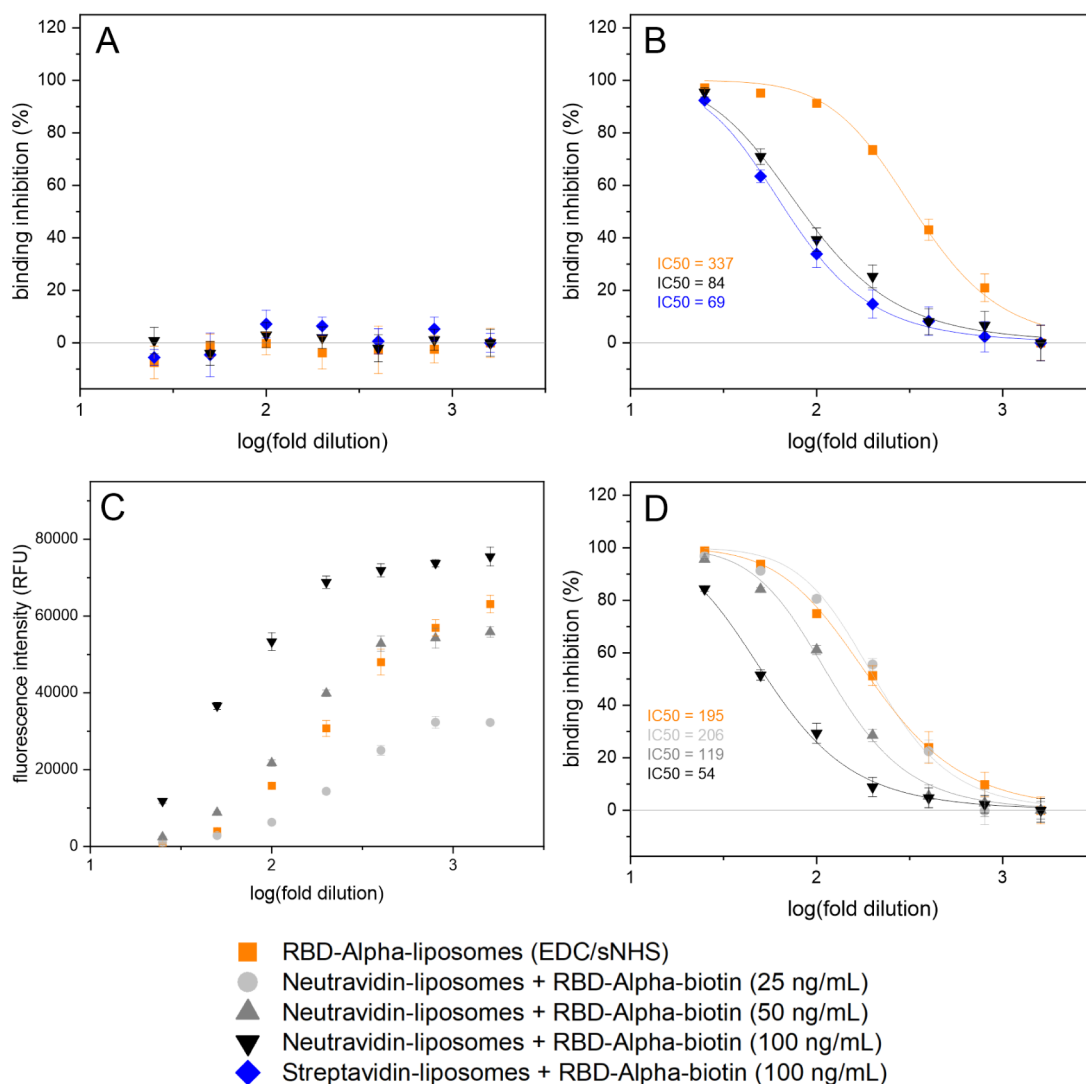 A
binding inhibition (%)
120
100
80
60
40
20
0
1
2
3
log(fold dilution)
B
binding inhibition (%)
120
100
80
60
40
20
0
IC50 = 337
IC50 = 84
IC50 = 69
1
2
3
log(fold dilution)
C
fluorescence intensity (RFU)
80000
60000
40000
20000
0
1
2
3
log(fold dilution)
D
binding inhibition (%)
120
100
80
60
40
20
0
IC50 = 195
IC50 = 206
IC50 = 119
IC50 = 54
1
2
3
log(fold dilution)
RBD-Alpha-liposomes (EDC/sNHS)
Neutravidin-liposomes + RBD-Alpha-biotin (25 ng/mL)
Neutravidin-liposomes + RBD-Alpha-biotin (50 ng/mL)
Neutravidin-liposomes + RBD-Alpha-biotin (100 ng/mL)
Streptavidin-liposomes + RBD-Alpha-biotin (100 ng/mL)